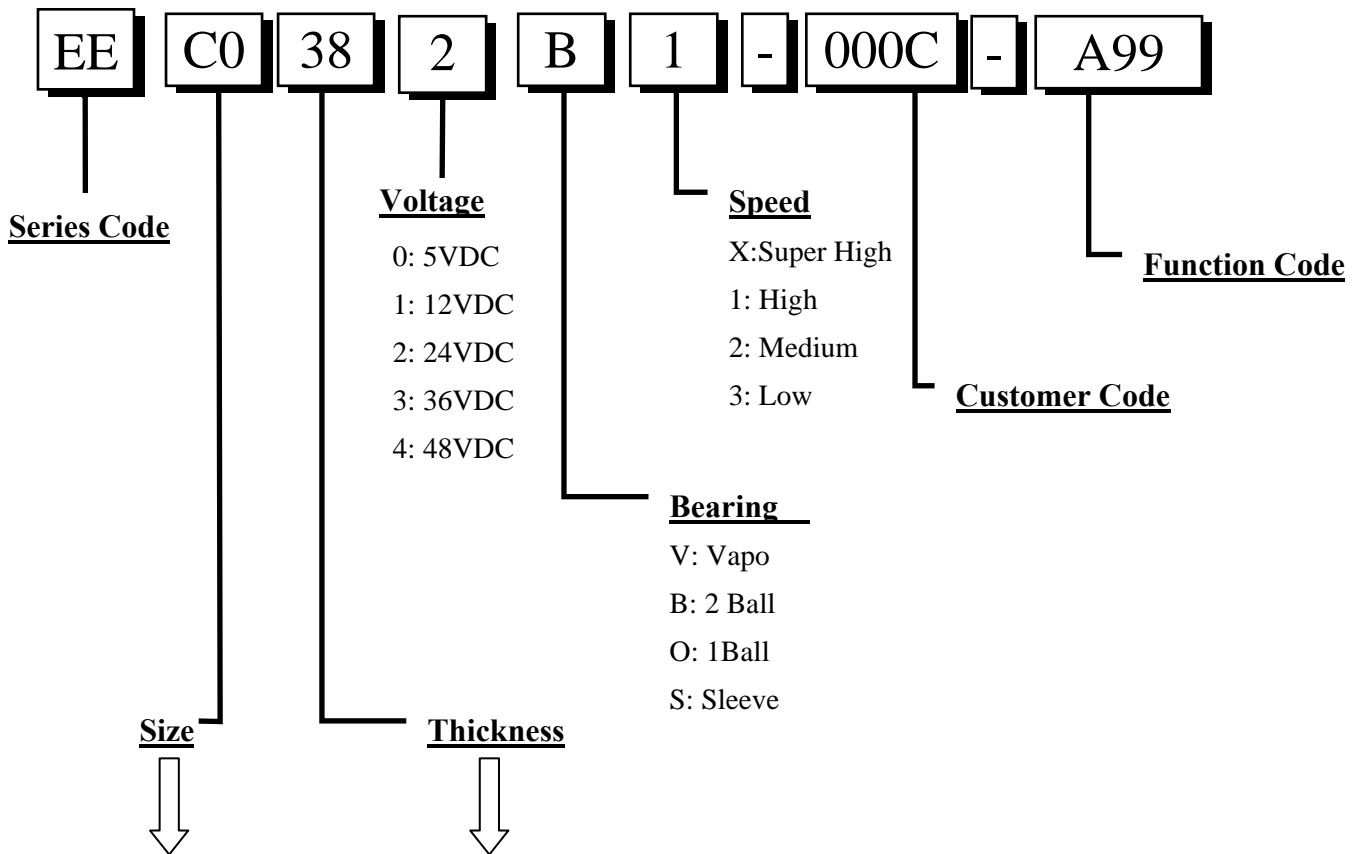 EE C0 38 2 B 1 - 000C - A99
Series Code
Voltage
0: 5VDC
1: 12VDC
2: 24VDC
3: 36VDC
4: 48VDC
Speed
X:Super High
1: High
2: Medium
3: Low
Function Code
Customer Code
Bearing
V: Vapo
B: 2 Ball
O: 1Ball
S: Sleeve
Size
Thickness